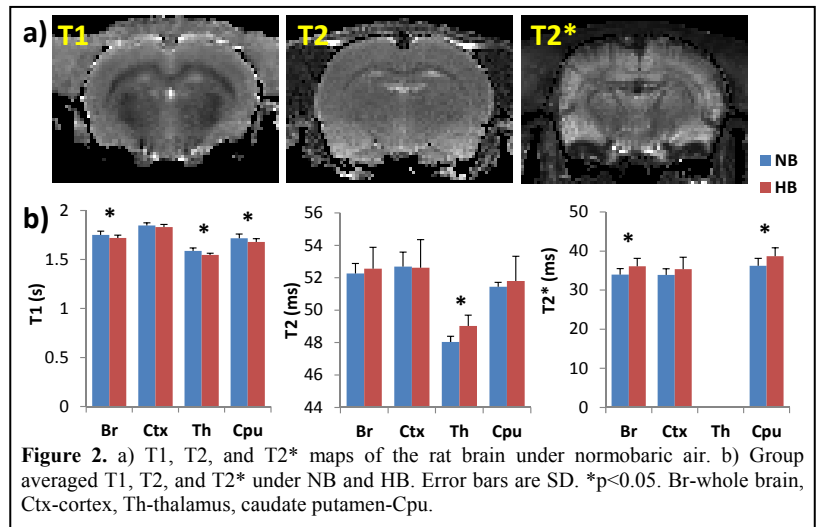 a) T1 T2 T2*
NB
HB
b)
T1 (s)
2
1.5
1
0.5
0
* * *
Br Ctx Th Cpu
T2 (ms)
56
54
52
50
48
46
44
*
Br Ctx Th Cpu
T2* (ms)
50
40
30
20
10
0
* *
Br Ctx Th Cpu
Figure 2. a) T1, T2, and T2* maps of the rat brain under normobaric air. b) Group
averaged T1, T2, and T2* under NB and HB. Error bars are SD. *p<0.05. Br-whole brain,
Ctx-cortex, Th-thalamus, caudate putamen-Cpu.